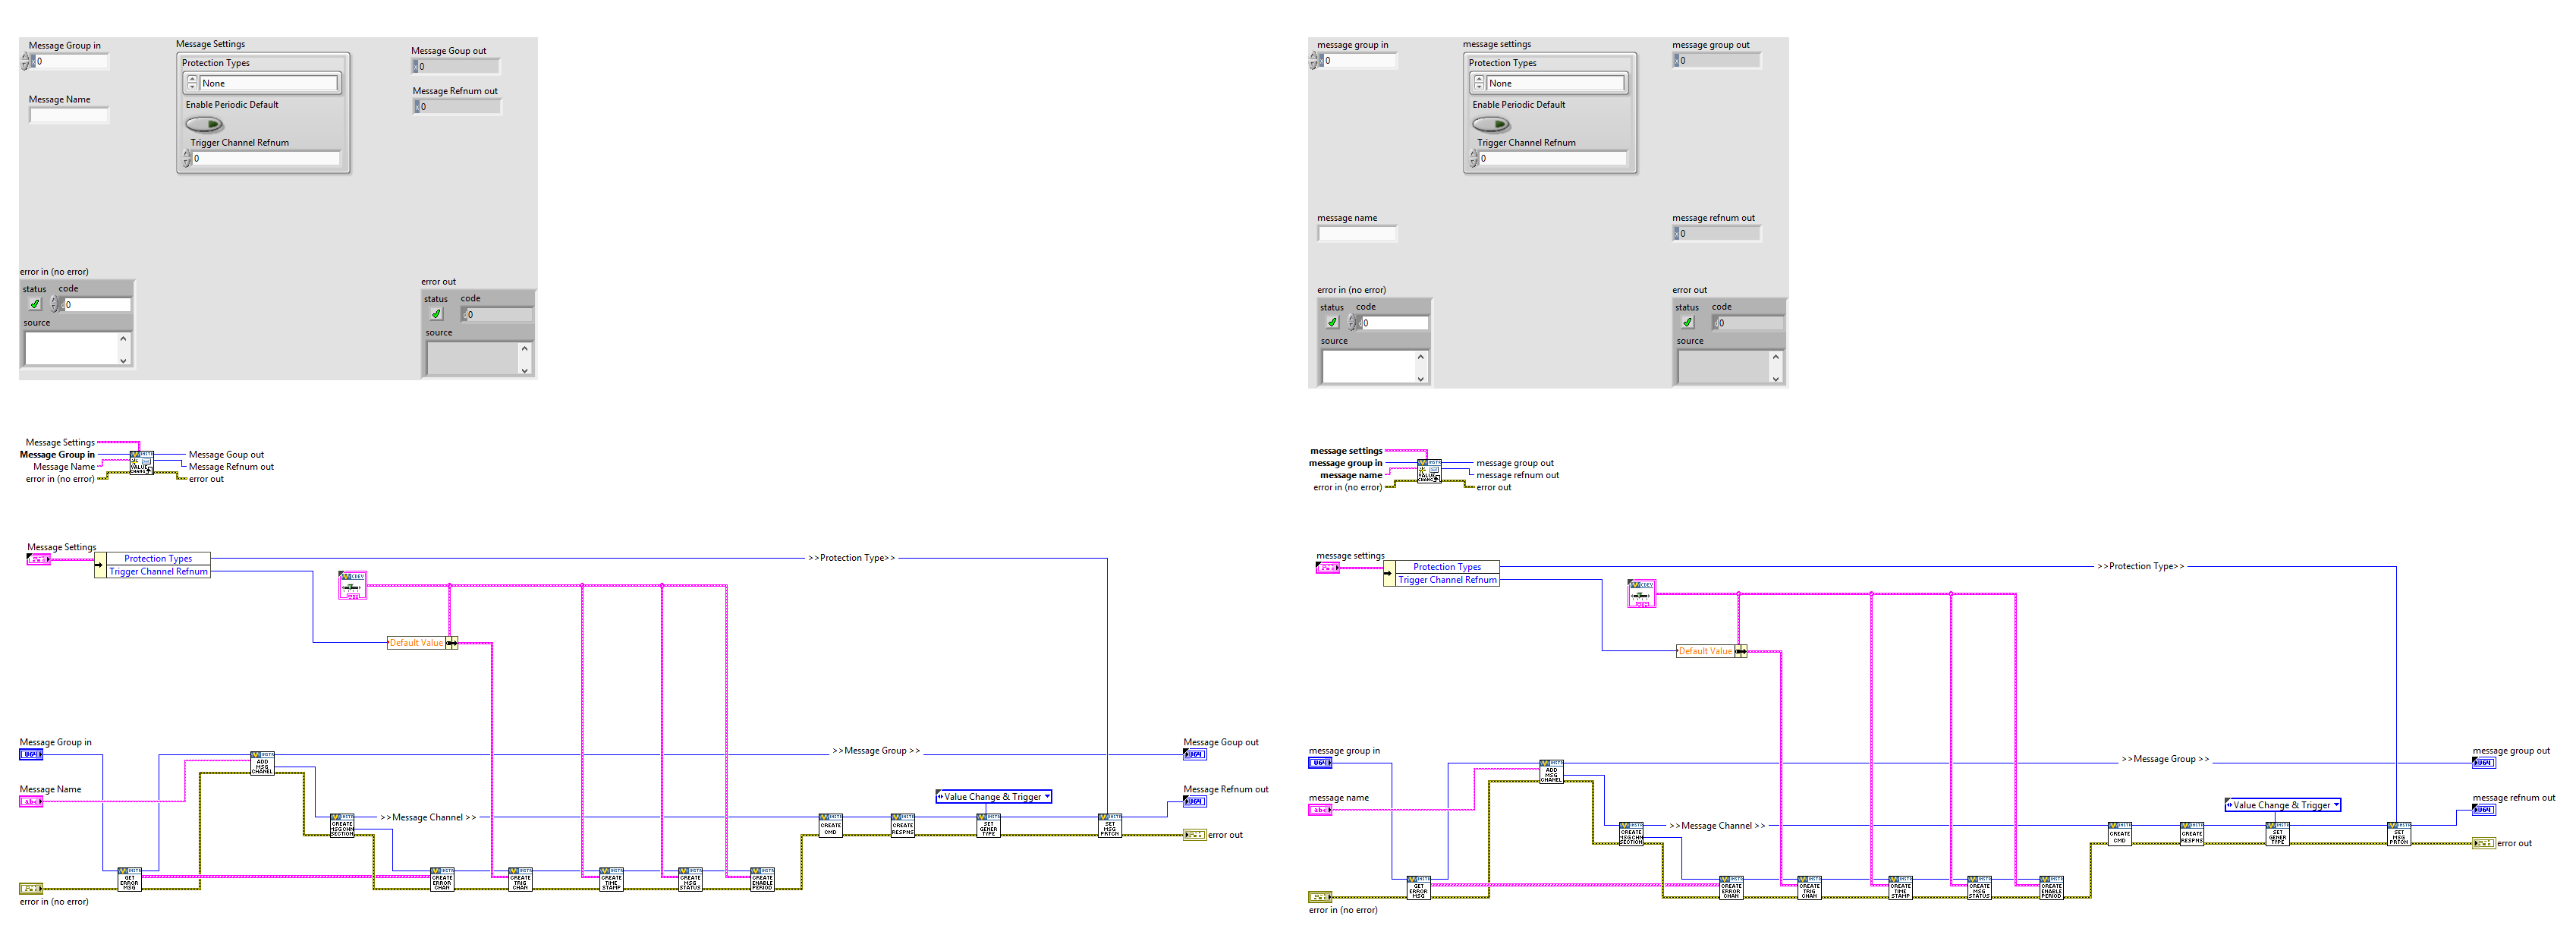 Message Group in
0
Message Name
Message Settings
Protection Types
None
Enable Periodic Default
Trigger Channel Refnum
0
Message Goup out
0
Message Refnum out
0
error in (no error)
status code
0
source
error out
status code
0
source
Message Settings
Message Group in
Message Name
error in (no error)
VALUE
Message Goup out
Message Refnum out
error out
Message Settings
Protection Types
Trigger Channel Refnum
>>Protection Type>>
CDEV
Default Value
Message Group in
ADD
MSG
CHANEL
>>Message Group >>
Message Goup out
Message Name
>>Message Channel >>
CREATE
MSG CHN
SECTION
CREATE
CMD
CREATE
RESPNS
Value Change & Trigger
SET
GENER
TYPE
SET
MSG
PRTCN
Message Refnum out
error out
error in (no error)
GET
ERROR
MSG
CREATE
ERROR
CHAN
CREATE
TRIG
CHAN
CREATE
TIME
STAMP
CREATE
MSG
STATUS
CREATE
ENABLE
PERIOD
message group in
0
message settings
Protection Types
None
Enable Periodic Default
Trigger Channel Refnum
0
message group out
0
message name
message refnum out
0
error in (no error)
status code
0
source
error out
status code
0
source
message settings
message group in
message name
error in (no error)
VALUE
message group out
message refnum out
error out
message settings
Protection Types
Trigger Channel Refnum
>>Protection Type>>
CDEV
Default Value
message group in
ADD
MSG
CHANEL
>>Message Group >>
message group out
message name
>>Message Channel >>
CREATE
MSG CHN
SECTION
CREATE
CMD
CREATE
RESPNS
Value Change & Trigger
SET
GENER
TYPE
SET
MSG
PRTCN
message refnum out
error out
error in (no error)
GET
ERROR
MSG
CREATE
ERROR
CHAN
CREATE
TRIG
CHAN
CREATE
TIME
STAMP
CREATE
MSG
STATUS
CREATE
ENABLE
PERIOD